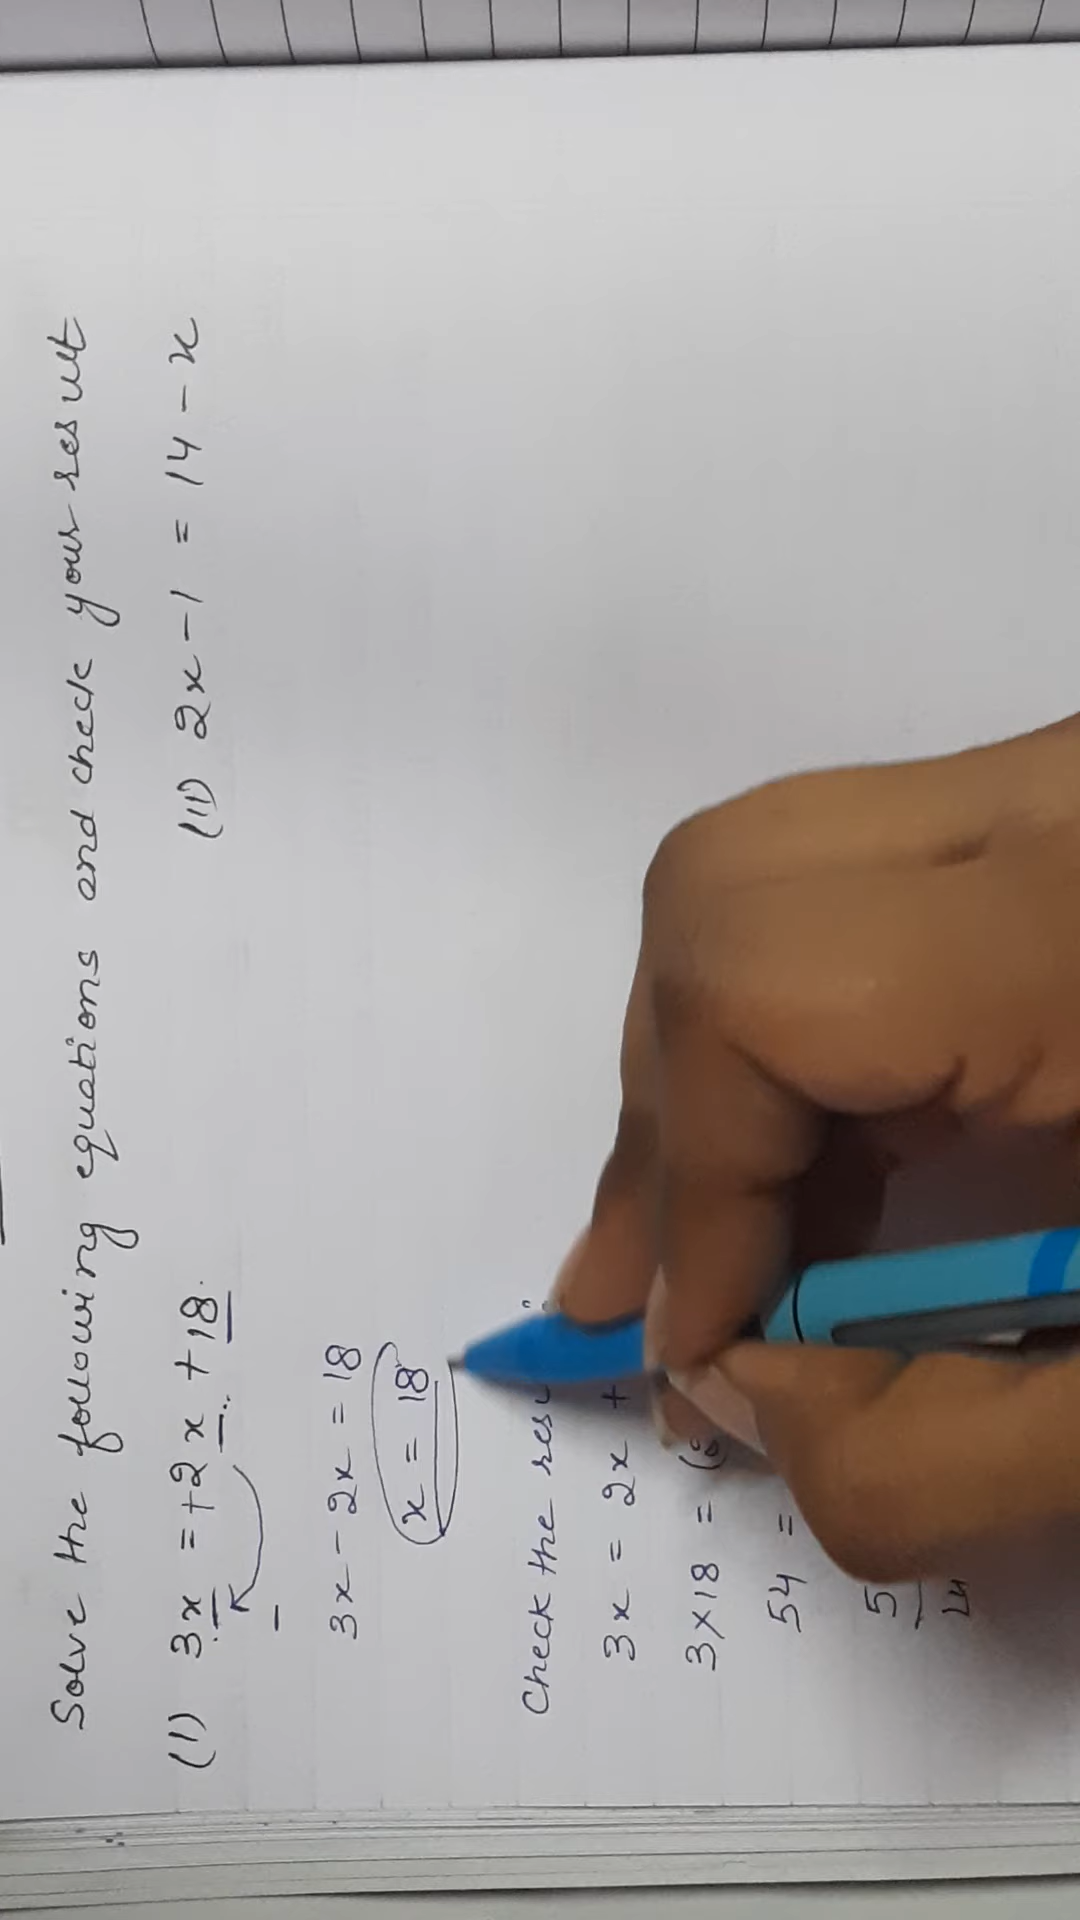 Solve the following equations and check your result
(I) 3x = +2x + 18. (II) 2x - 1 = 14 - x
-
3x - 2x = 18
x = 18
Check the
3x = 2x +
3x18 = (
54 =
5